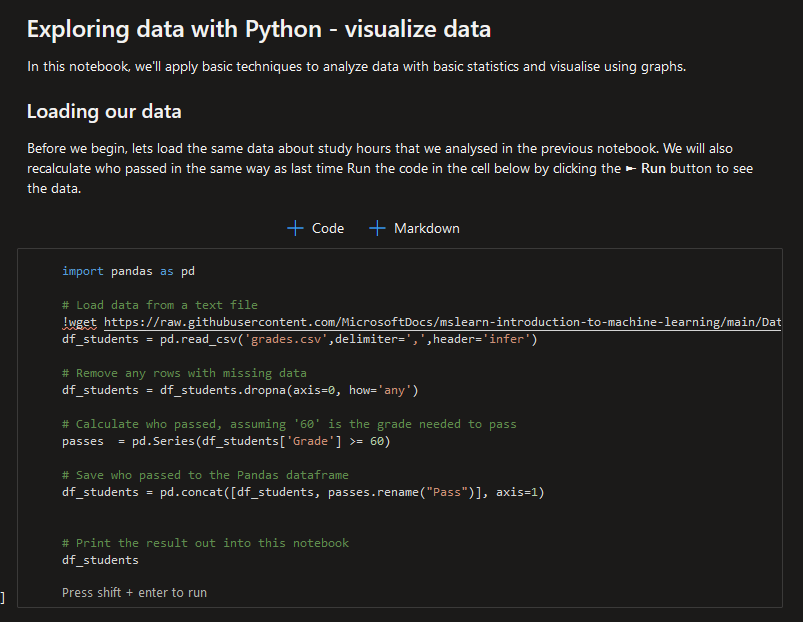 Exploring data with Python - visualize data
In this notebook, we'll apply basic techniques to analyze data with basic statistics and visualise using graphs.
Loading our data
Before we begin, lets load the same data about study hours that we analysed in the previous notebook. We will also
recalculate who passed in the same way as last time Run the code in the cell below by clicking the ► Run button to see
the data.
+ Code + Markdown
import pandas as pd
# Load data from a text file
!wget https://raw.githubusercontent.com/MicrosoftDocs/mslearn-introduction-to-machine-learning/main/Dat
df_students = pd.read_csv('grades.csv',delimiter=',',header='infer')
# Remove any rows with missing data
df_students = df_students.dropna(axis=0, how='any')
# Calculate who passed, assuming '60' is the grade needed to pass
passes  = pd.Series(df_students['Grade'] >= 60)
# Save who passed to the Pandas dataframe
df_students = pd.concat([df_students, passes.rename("Pass")], axis=1)
# Print the result out into this notebook
df_students
Press shift + enter to run
]